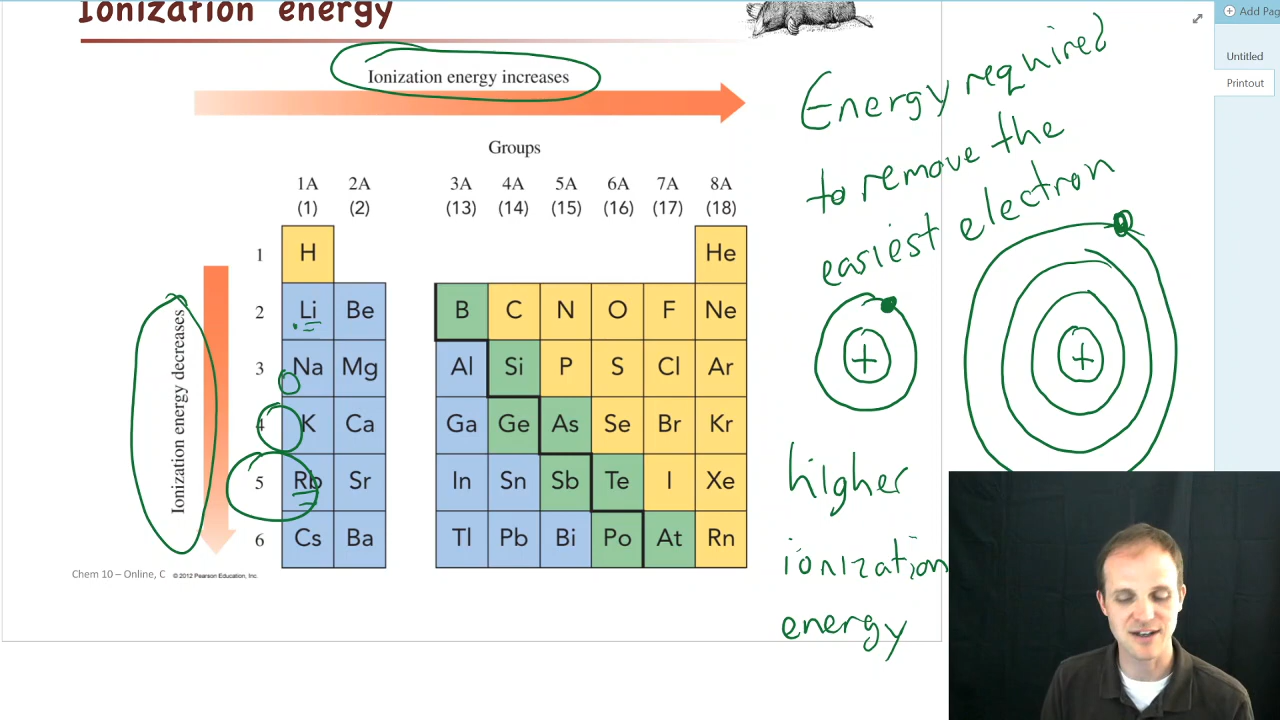 Ionization energy
Add Pag
Untitled
Printout
Ionization energy increases
Groups
1A 2A 3A 4A 5A 6A 7A 8A
(1) (2) (13) (14) (15) (16) (17) (18)
1 H He
2 Li Be B C N O F Ne
3 Na Mg Al Si P S Cl Ar
4 K Ca Ga Ge As Se Br Kr
5 Rb Sr In Sn Sb Te I Xe
6 Cs Ba Tl Pb Bi Po At Rn
Ionization energy decreases
Chem 10 – Online, C © 2012 Pearson Education, Inc.
Energy required
to remove the
easiest electron
+ +
higher
ionization
energy